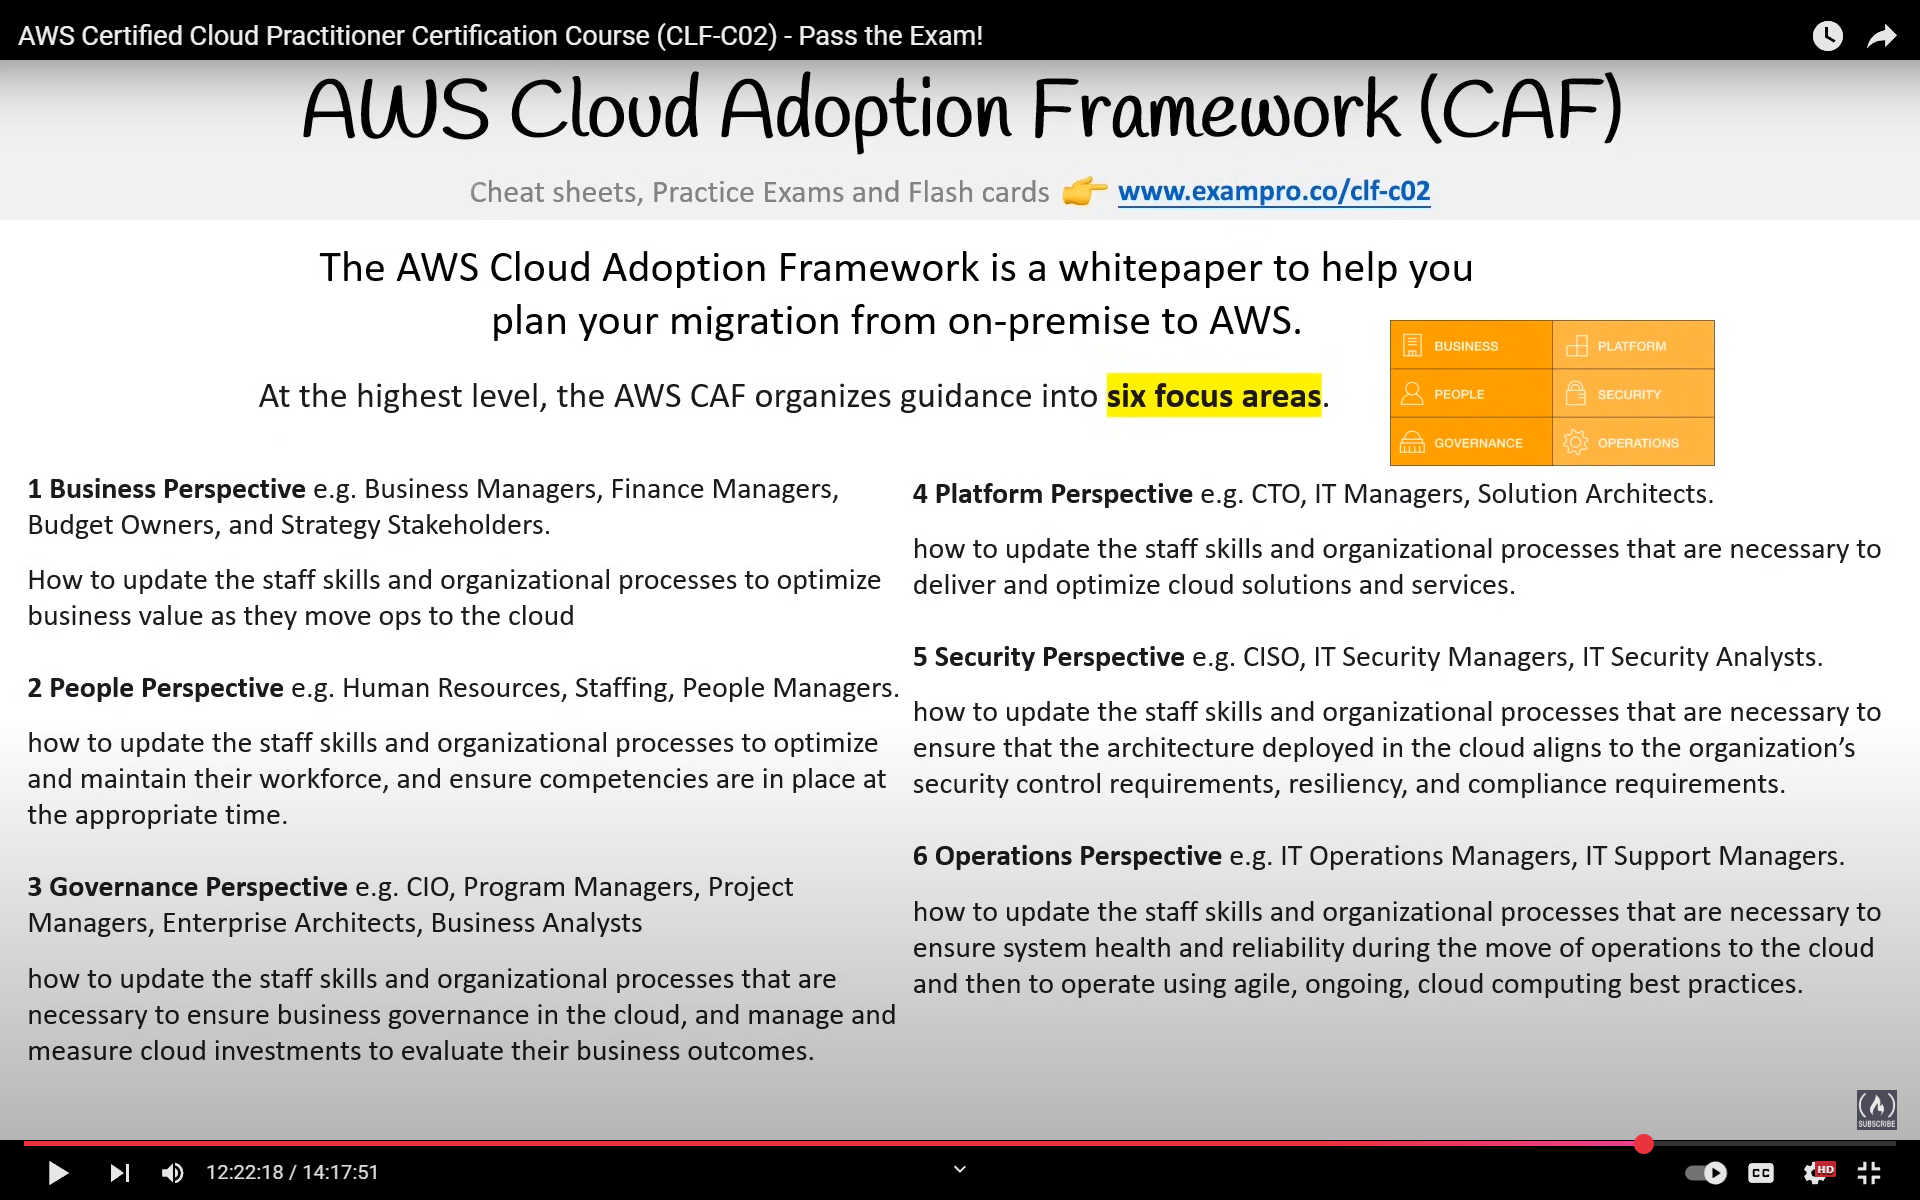 AWS Certified Cloud Practitioner Certification Course (CLF-C02) - Pass the Exam!
AWS Cloud Adoption Framework (CAF)
Cheat sheets, Practice Exams and Flash cards 👉 www.exampro.co/clf-c02
The AWS Cloud Adoption Framework is a whitepaper to help you
plan your migration from on-premise to AWS.
At the highest level, the AWS CAF organizes guidance into six focus areas.
BUSINESS
PLATFORM
PEOPLE
SECURITY
GOVERNANCE
OPERATIONS
1 Business Perspective e.g. Business Managers, Finance Managers,
Budget Owners, and Strategy Stakeholders.
How to update the staff skills and organizational processes to optimize
business value as they move ops to the cloud
2 People Perspective e.g. Human Resources, Staffing, People Managers.
how to update the staff skills and organizational processes to optimize
and maintain their workforce, and ensure competencies are in place at
the appropriate time.
3 Governance Perspective e.g. CIO, Program Managers, Project
Managers, Enterprise Architects, Business Analysts
how to update the staff skills and organizational processes that are
necessary to ensure business governance in the cloud, and manage and
measure cloud investments to evaluate their business outcomes.
4 Platform Perspective e.g. CTO, IT Managers, Solution Architects.
how to update the staff skills and organizational processes that are necessary to
deliver and optimize cloud solutions and services.
5 Security Perspective e.g. CISO, IT Security Managers, IT Security Analysts.
how to update the staff skills and organizational processes that are necessary to
ensure that the architecture deployed in the cloud aligns to the organization's
security control requirements, resiliency, and compliance requirements.
6 Operations Perspective e.g. IT Operations Managers, IT Support Managers.
how to update the staff skills and organizational processes that are necessary to
ensure system health and reliability during the move of operations to the cloud
and then to operate using agile, ongoing, cloud computing best practices.
SUBSCRIBE
12:22:18 / 14:17:51
CC
HD